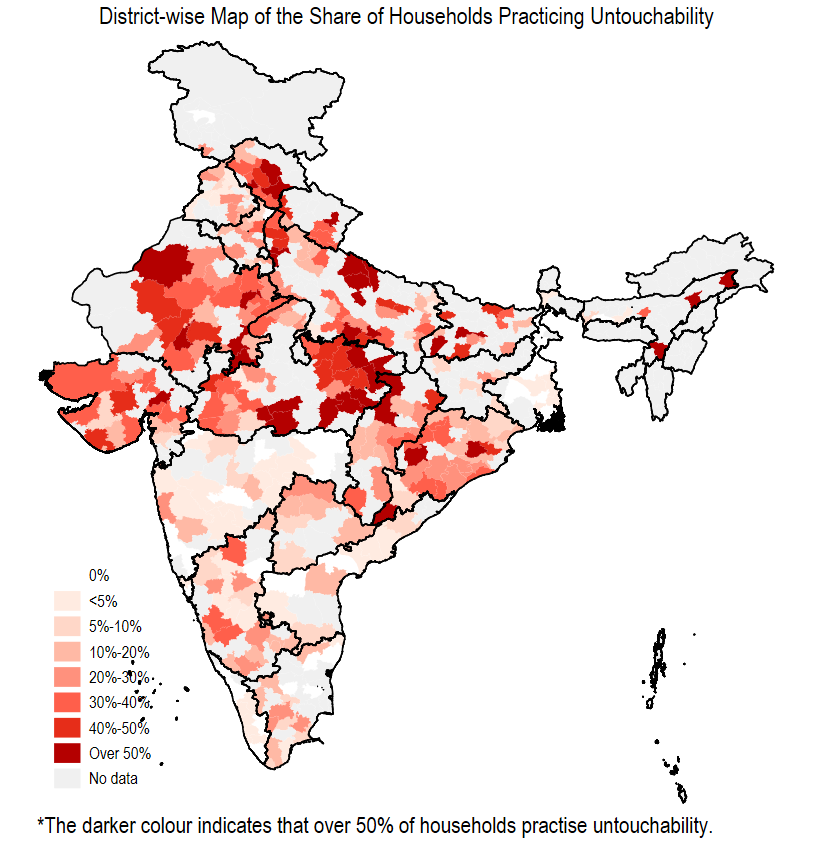 District-wise Map of the Share of Households Practicing Untouchability
0%
<5%
5%-10%
10%-20%
20%-30%
30%-40%
40%-50%
Over 50%
No data
*The darker colour indicates that over 50% of households practise untouchability.